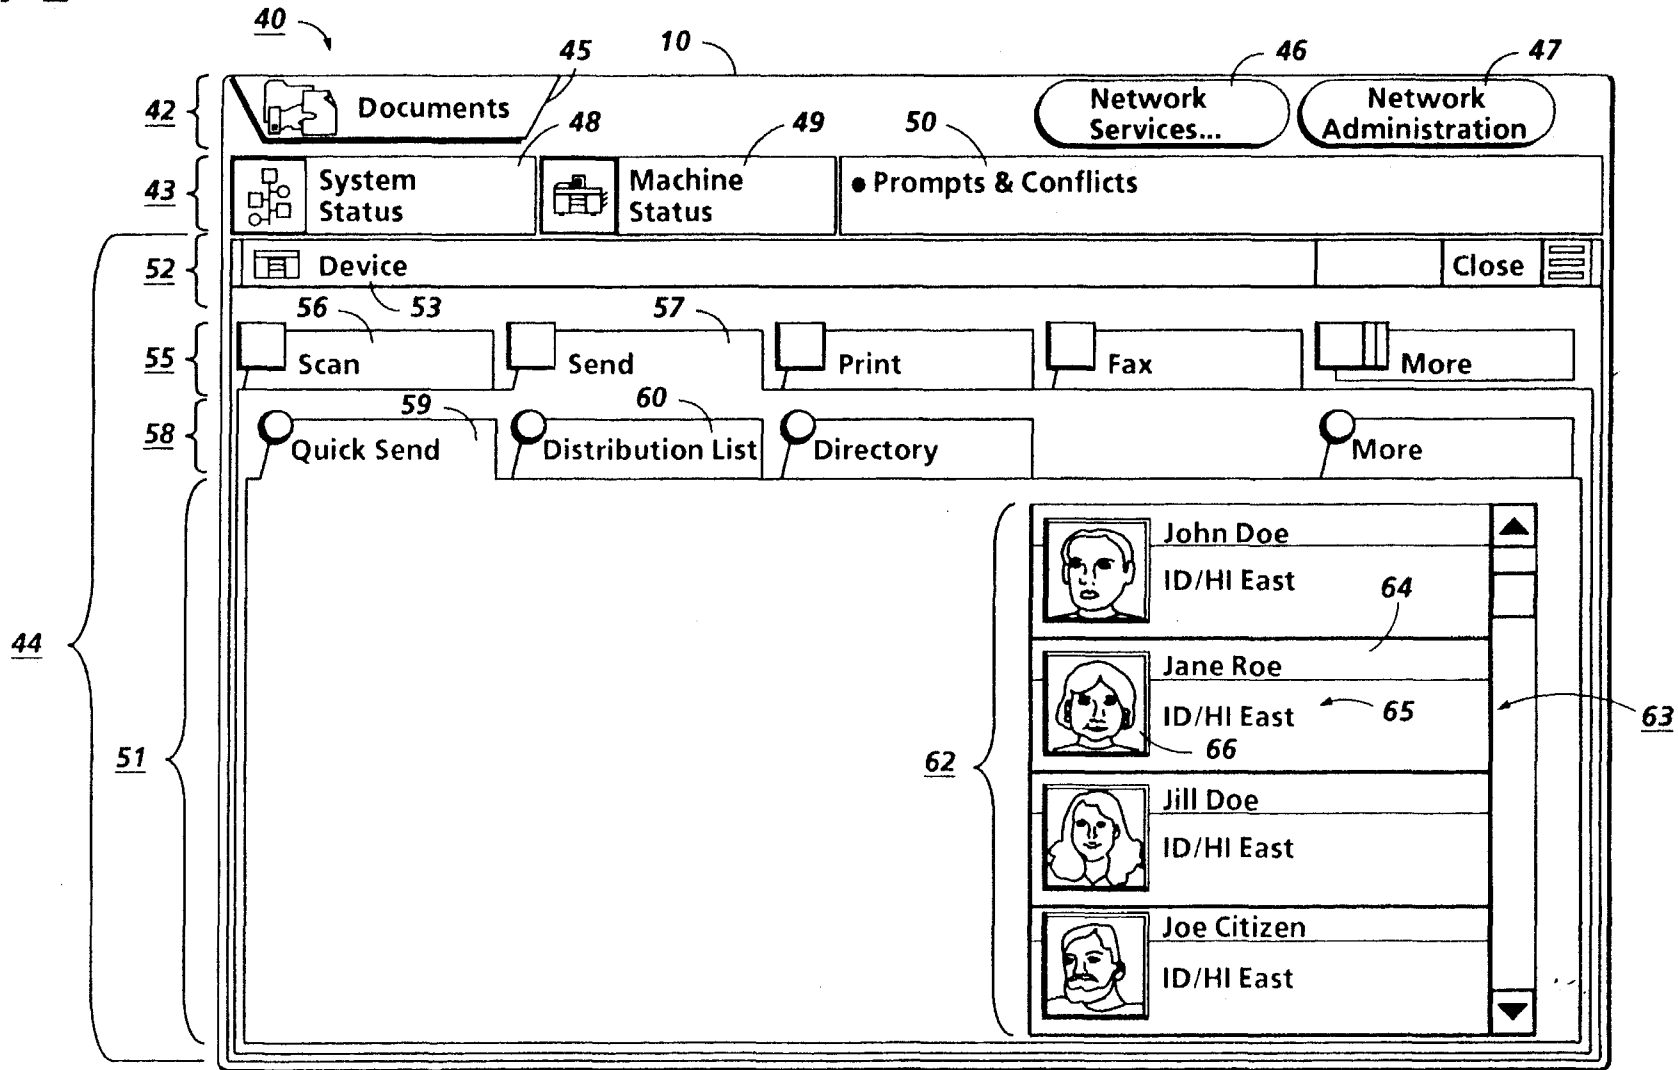 40
10
45
46
47
42
Documents
Network
Services...
Network
Administration
48
49
50
43
System
Status
Machine
Status
• Prompts & Conflicts
52
Device
Close
53
56
57
55
Scan
Send
Print
Fax
More
59
60
58
Quick Send
Distribution List
Directory
More
John Doe
ID/HI East
64
44
Jane Roe
ID/HI East
65
63
66
51
62
Jill Doe
ID/HI East
Joe Citizen
ID/HI East